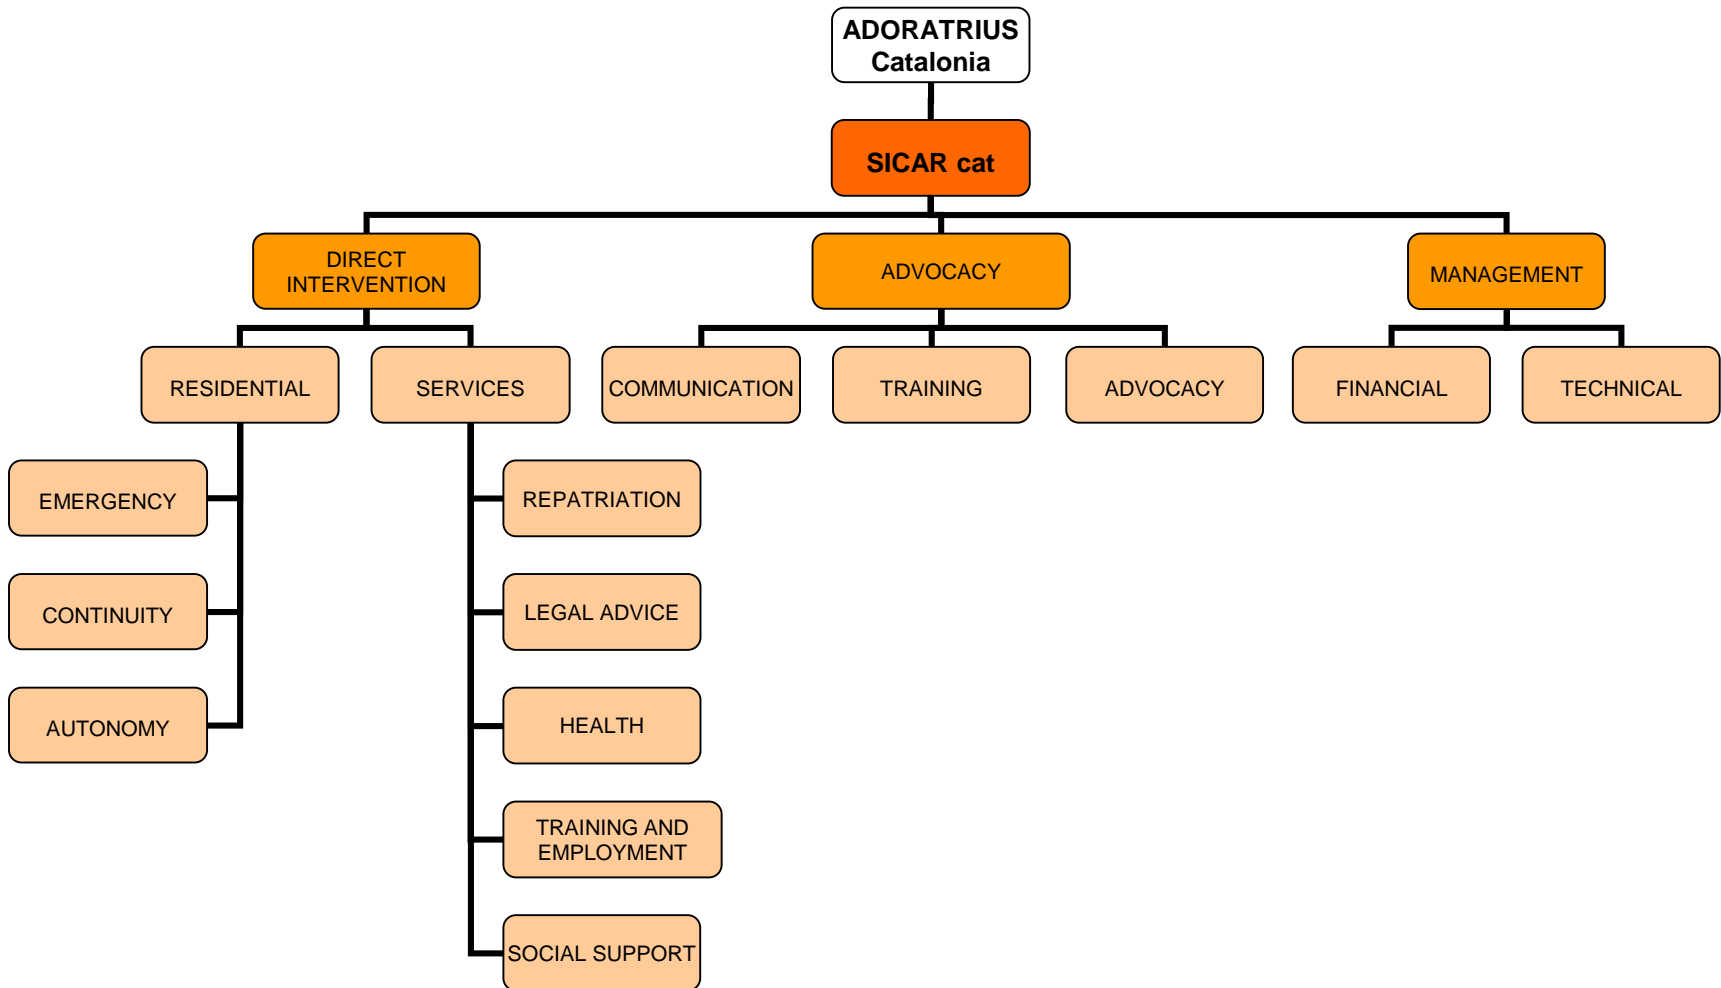 ADORATRIUS
Catalonia
SICAR cat
DIRECT
INTERVENTION
ADVOCACY
MANAGEMENT
RESIDENTIAL
SERVICES
COMMUNICATION
TRAINING
ADVOCACY
FINANCIAL
TECHNICAL
EMERGENCY
REPATRIATION
CONTINUITY
LEGAL ADVICE
AUTONOMY
HEALTH
TRAINING AND
EMPLOYMENT
SOCIAL SUPPORT